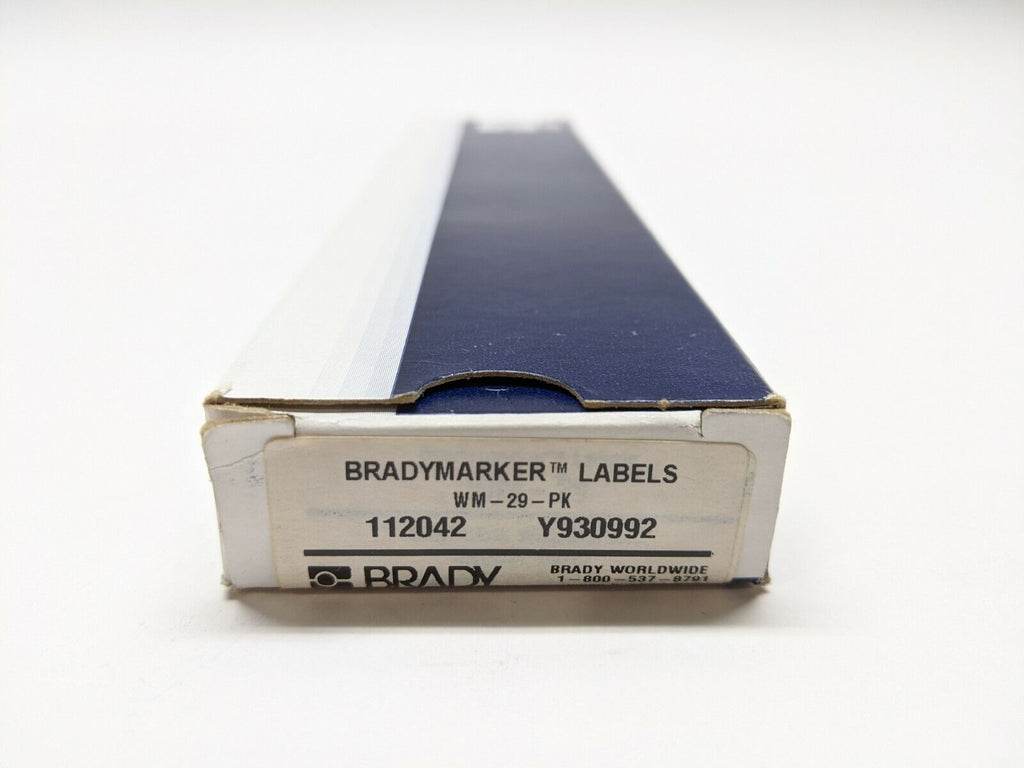 BRADYMARKER™ LABELS
WM-29-PK
112042 Y930992
BRADY
BRADY WORLDWIDE
1-800-537-8791